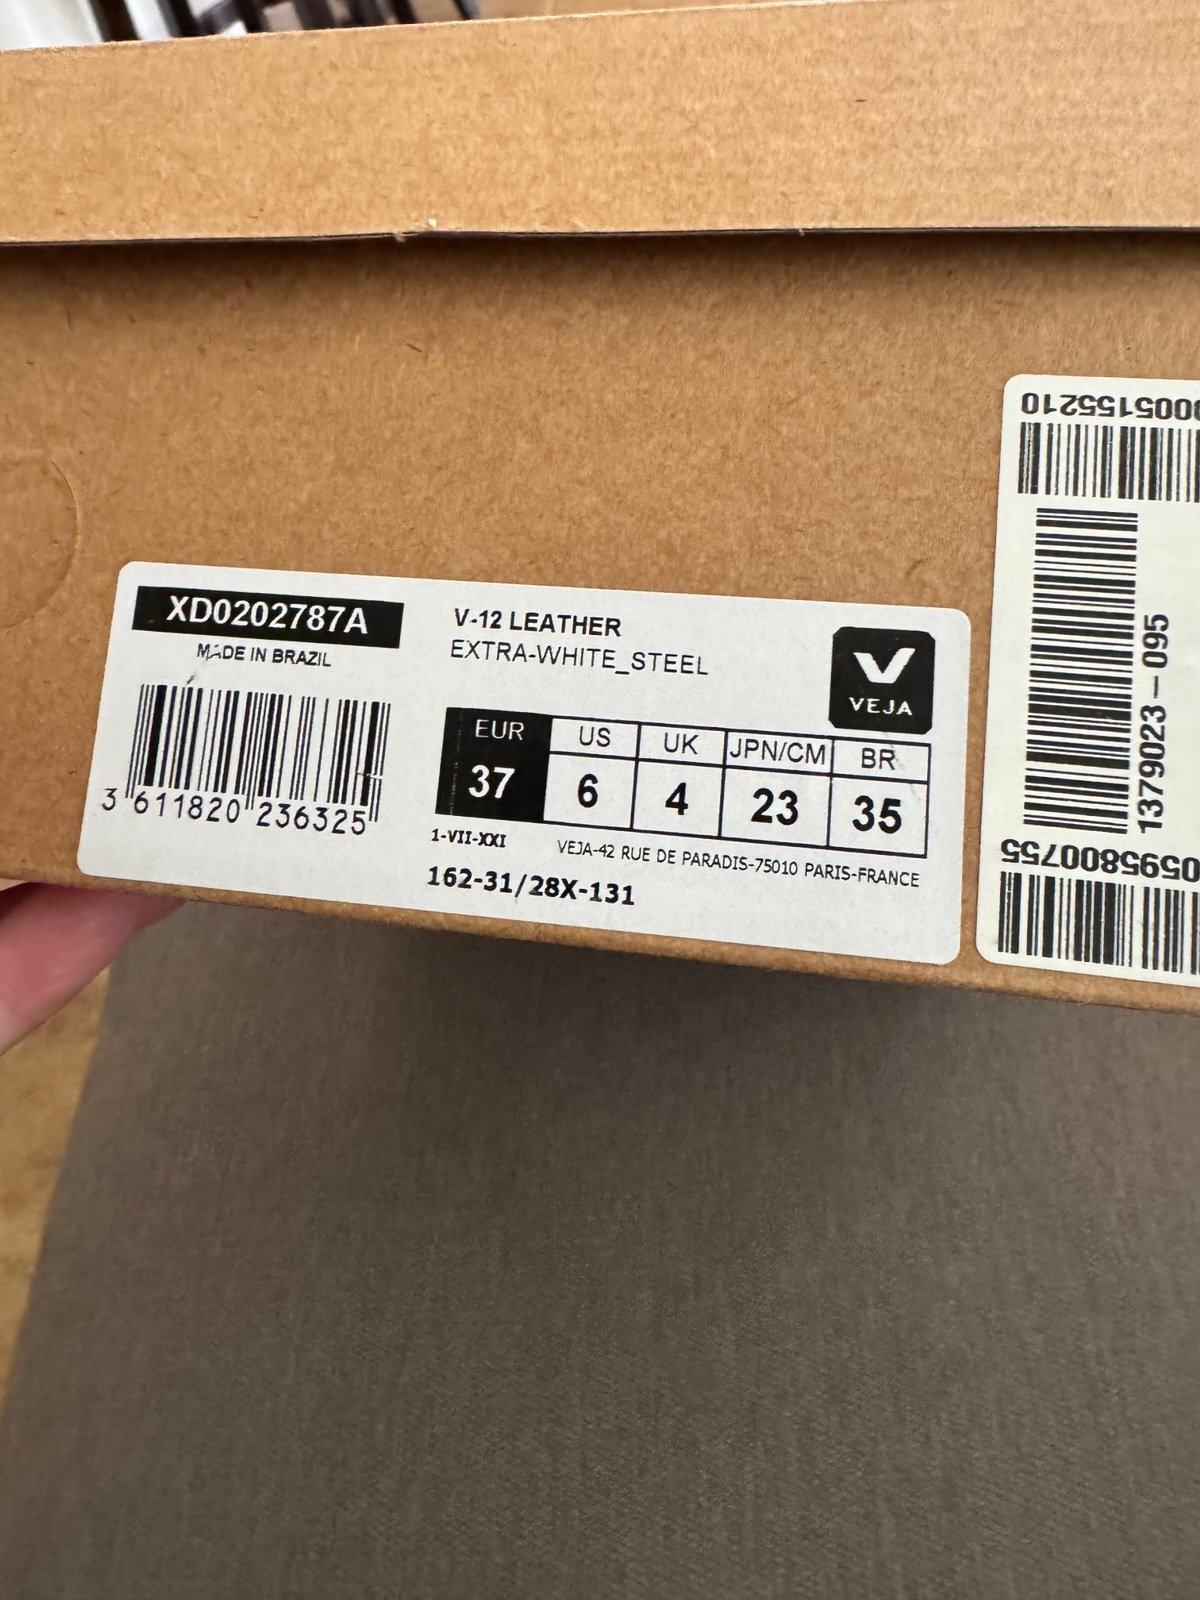 XD0202787A
MADE IN BRAZIL
3 611820 236325
V-12 LEATHER
EXTRA-WHITE_STEEL
VEJA
EUR US UK JPN/CM BR
37 6 4 23 35
1-VII-XXI VEJA-42 RUE DE PARADIS-75010 PARIS-FRANCE
162-31/28X-131
0005155210
1379023-095
0595800755